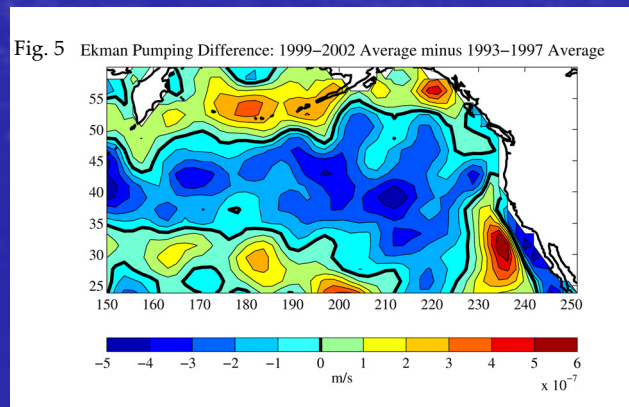 Fig. 5 Ekman Pumping Difference: 1999−2002 Average minus 1993−1997 Average
55
50
45
40
35
30
25
150 160 170 180 190 200 210 220 230 240 251
−5 −4 −3 −2 −1 0 1 2 3 4 5 6
m/s
x 10⁻⁷